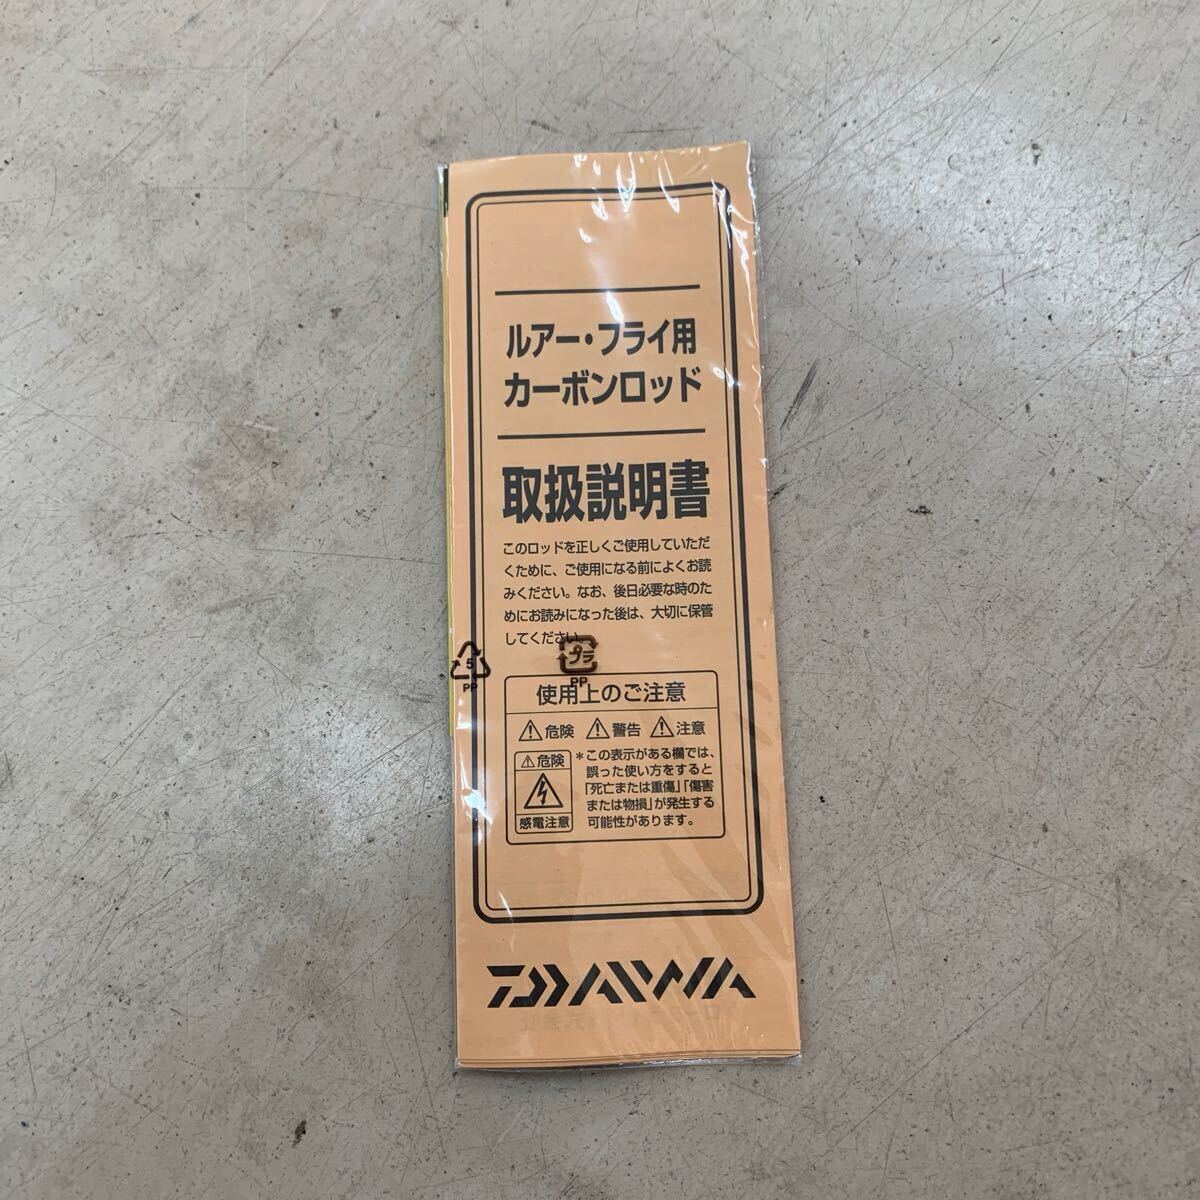 ルアー・フライ用
カーボンロッド
取扱説明書
このロッドを正しくご使用していただ
くために、ご使用になる前によくお読
みください。なお、後日必要な時のた
めにお読みになった後は、大切に保管
してください。
5
PP
プラ
PP
使用上のご注意
危険 警告 注意
危険
感電注意
＊この表示がある欄では、
誤った使い方をすると
「死亡または重傷」「傷害
または物損」が発生する
可能性があります。
DAIWA